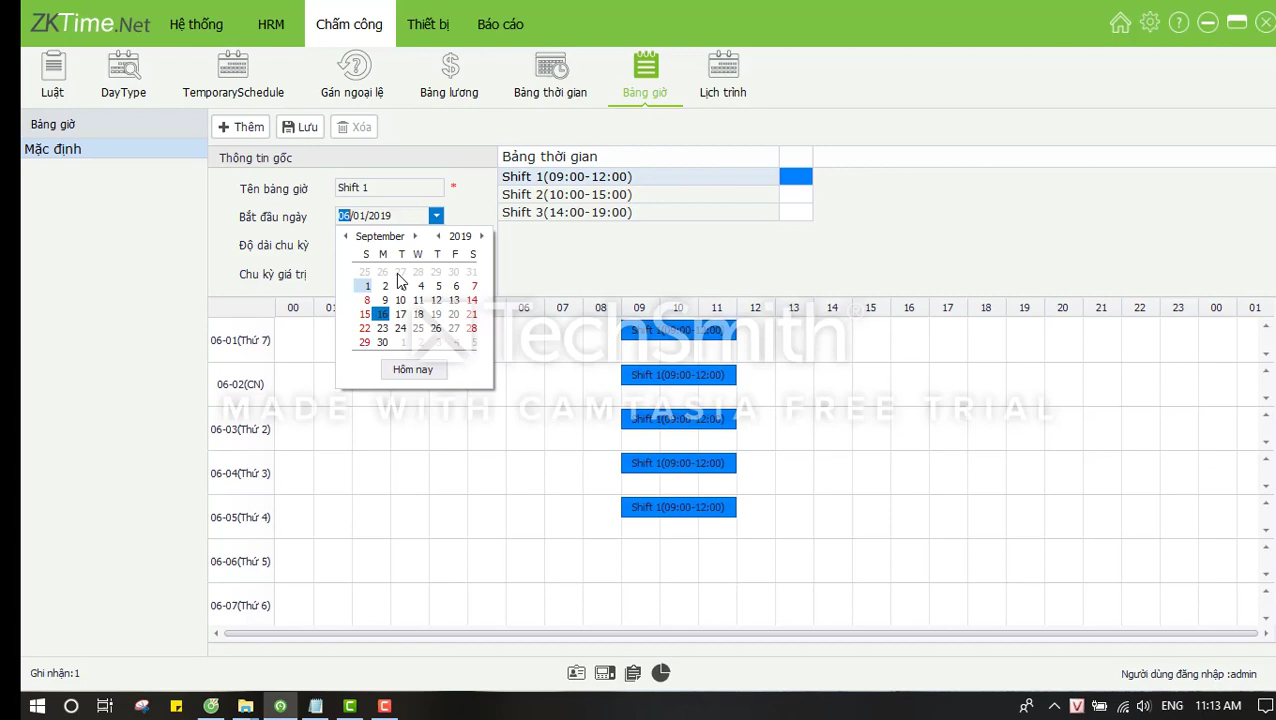 ZKTime.Net Hệ thống HRM Chấm công Thiết bị Báo cáo
Luật DayType TemporarySchedule Gán ngoại lệ Bảng lương Bảng thời gian Bảng giờ Lịch trình
Bảng giờ
Mặc định
Thêm Lưu Xóa
Thông tin gốc
Tên bảng giờ Shift 1 *
Bắt đầu ngày 06/01/2019
Độ dài chu kỳ
Chu kỳ giá trị
September 2019
S M T W T F S
25 26 27 28 29 30 31
1 2 4 5 6 7
8 9 10 11 12 13 14
15 16 17 18 19 20 21
22 23 24 25 26 27 28
29 30 1 2 3 4 5
Hôm nay
Bảng thời gian
Shift 1(09:00-12:00)
Shift 2(10:00-15:00)
Shift 3(14:00-19:00)
00 01 06 07 08 09 10 11 12 13 14 15 16 17 18 19 20 21 22 23 00 01
06-01(Thứ 7) Shift 1(09:00-12:00)
06-02(CN) Shift 1(09:00-12:00)
06-03(Thứ 2) Shift 1(09:00-12:00)
06-04(Thứ 3) Shift 1(09:00-12:00)
06-05(Thứ 4) Shift 1(09:00-12:00)
06-06(Thứ 5)
06-07(Thứ 6)
TechSmith®
MADE WITH CAMTASIA FREE TRIAL
Ghi nhận:1
Người dùng đăng nhập :admin
ENG 11:13 AM